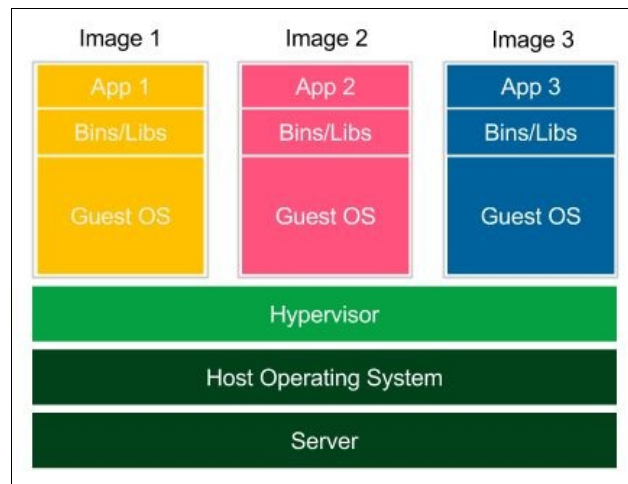 Image 1 Image 2 Image 3
App 1 App 2 App 3
Bins/Libs Bins/Libs Bins/Libs
Guest OS Guest OS Guest OS
Hypervisor
Host Operating System
Server